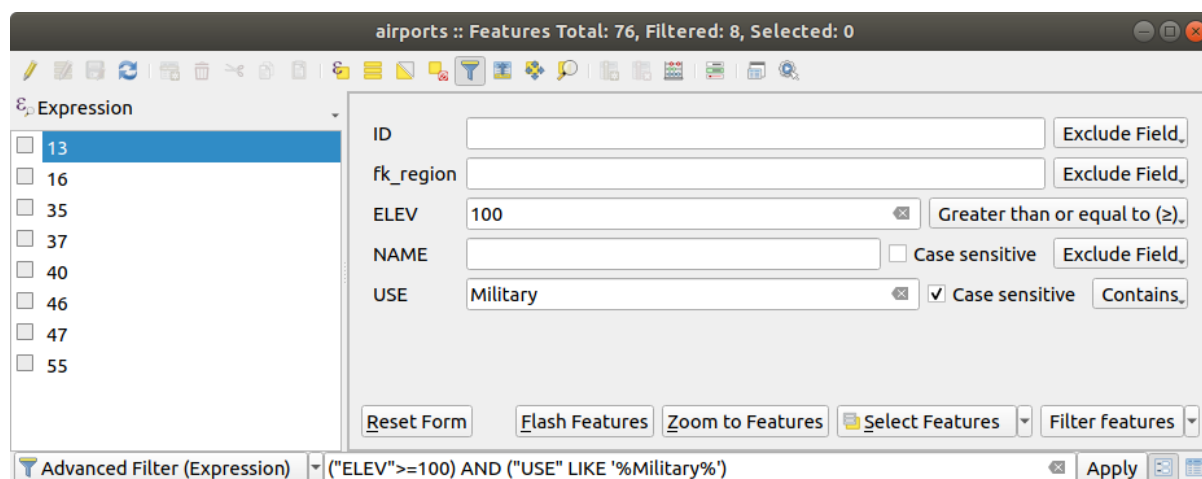 airports :: Features Total: 76, Filtered: 8, Selected: 0
Expression
13
16
35
37
40
46
47
55
ID Exclude Field
fk_region Exclude Field
ELEV 100 Greater than or equal to (≥)
NAME Case sensitive Exclude Field
USE Military Case sensitive Contains
Reset Form Flash Features Zoom to Features Select Features Filter features
Advanced Filter (Expression) ("ELEV">=100) AND ("USE" LIKE '%Military%') Apply